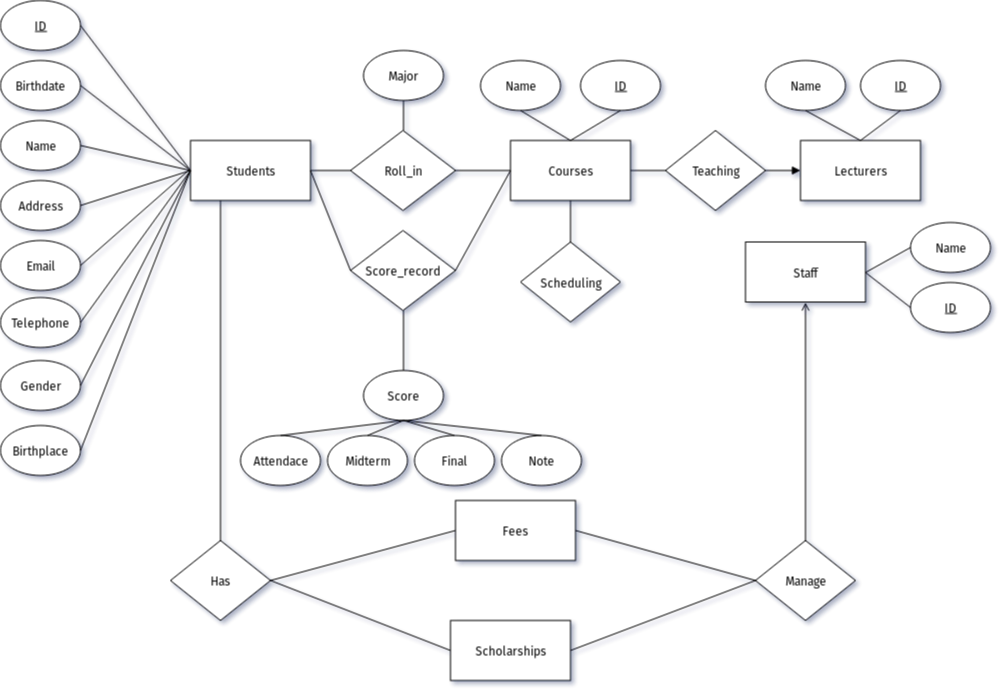 ID
Birthdate
Name
Address
Email
Telephone
Gender
Birthplace
Students
Major
Roll_in
Score_record
Score
Attendace
Midterm
Final
Note
Name
ID
Courses
Scheduling
Teaching
Name
ID
Lecturers
Staff
Name
ID
Has
Fees
Scholarships
Manage